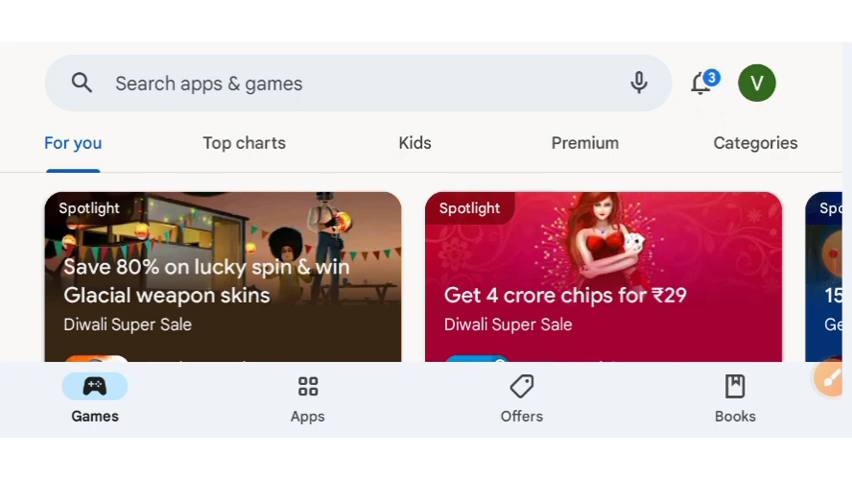 Search apps & games
3
V
For you
Top charts
Kids
Premium
Categories
Spotlight
Save 80% on lucky spin & win
Glacial weapon skins
Diwali Super Sale
Spotlight
Get 4 crore chips for ₹29
Diwali Super Sale
Games
Apps
Offers
Books